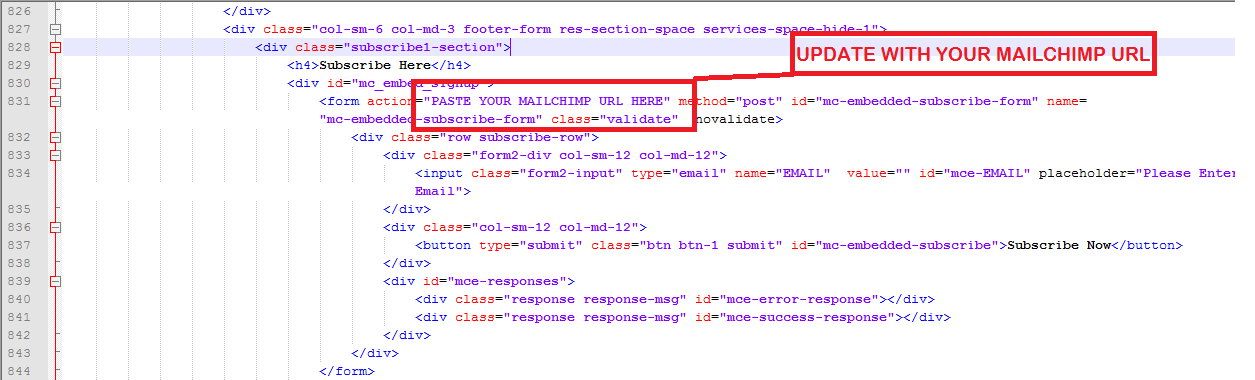 826 </div>
827 <div class="col-sm-6 col-md-3 footer-form res-section-space services-space-hide-1">
828 <div class="subscribe1-section">
UPDATE WITH YOUR MAILCHIMP URL
829 <h4>Subscribe Here</h4>
830 <div id="mc_embed_signup">
831 <form action="PASTE YOUR MAILCHIMP URL HERE" method="post" id="mc-embedded-subscribe-form" name=
"mc-embedded-subscribe-form" class="validate" novalidate>
832 <div class="row subscribe-row">
833 <div class="form2-div col-sm-12 col-md-12">
834 <input class="form2-input" type="email" name="EMAIL"  value="" id="mce-EMAIL" placeholder="Please Enter
Email">
835 </div>
836 <div class="col-sm-12 col-md-12">
837 <button type="submit" class="btn btn-1 submit" id="mc-embedded-subscribe">Subscribe Now</button>
838 </div>
839 <div id="mce-responses">
840 <div class="response response-msg" id="mce-error-response"></div>
841 <div class="response response-msg" id="mce-success-response"></div>
842 </div>
843 </div>
844 </form>